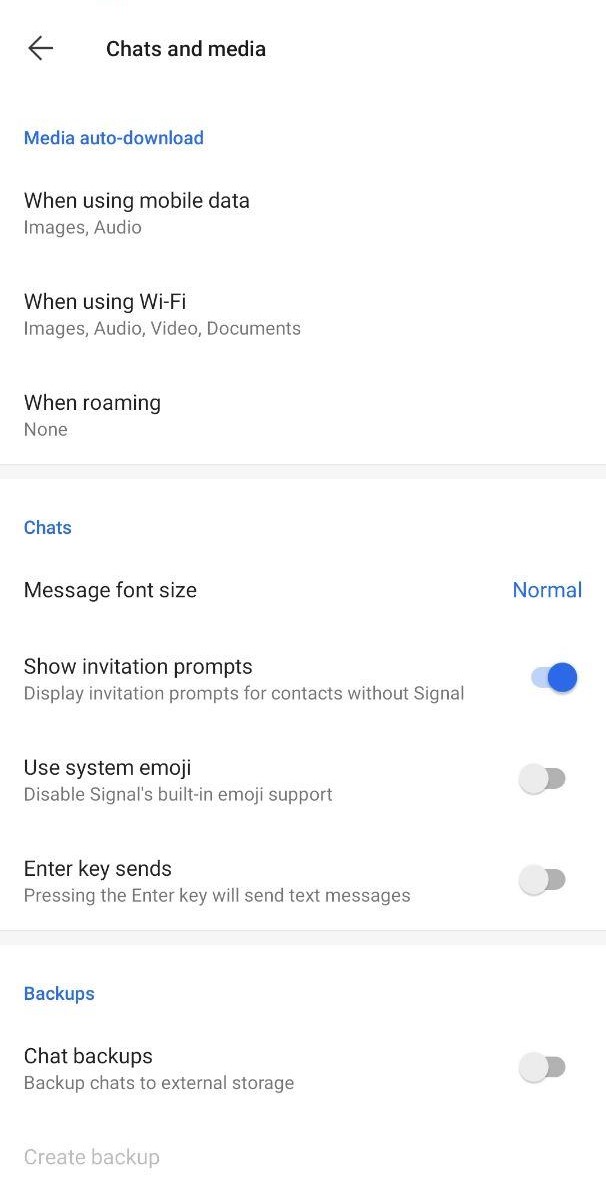 Chats and media
Media auto-download
When using mobile data
Images, Audio
When using Wi-Fi
Images, Audio, Video, Documents
When roaming
None
Chats
Message font size Normal
Show invitation prompts
Display invitation prompts for contacts without Signal
Use system emoji
Disable Signal's built-in emoji support
Enter key sends
Pressing the Enter key will send text messages
Backups
Chat backups
Backup chats to external storage
Create backup